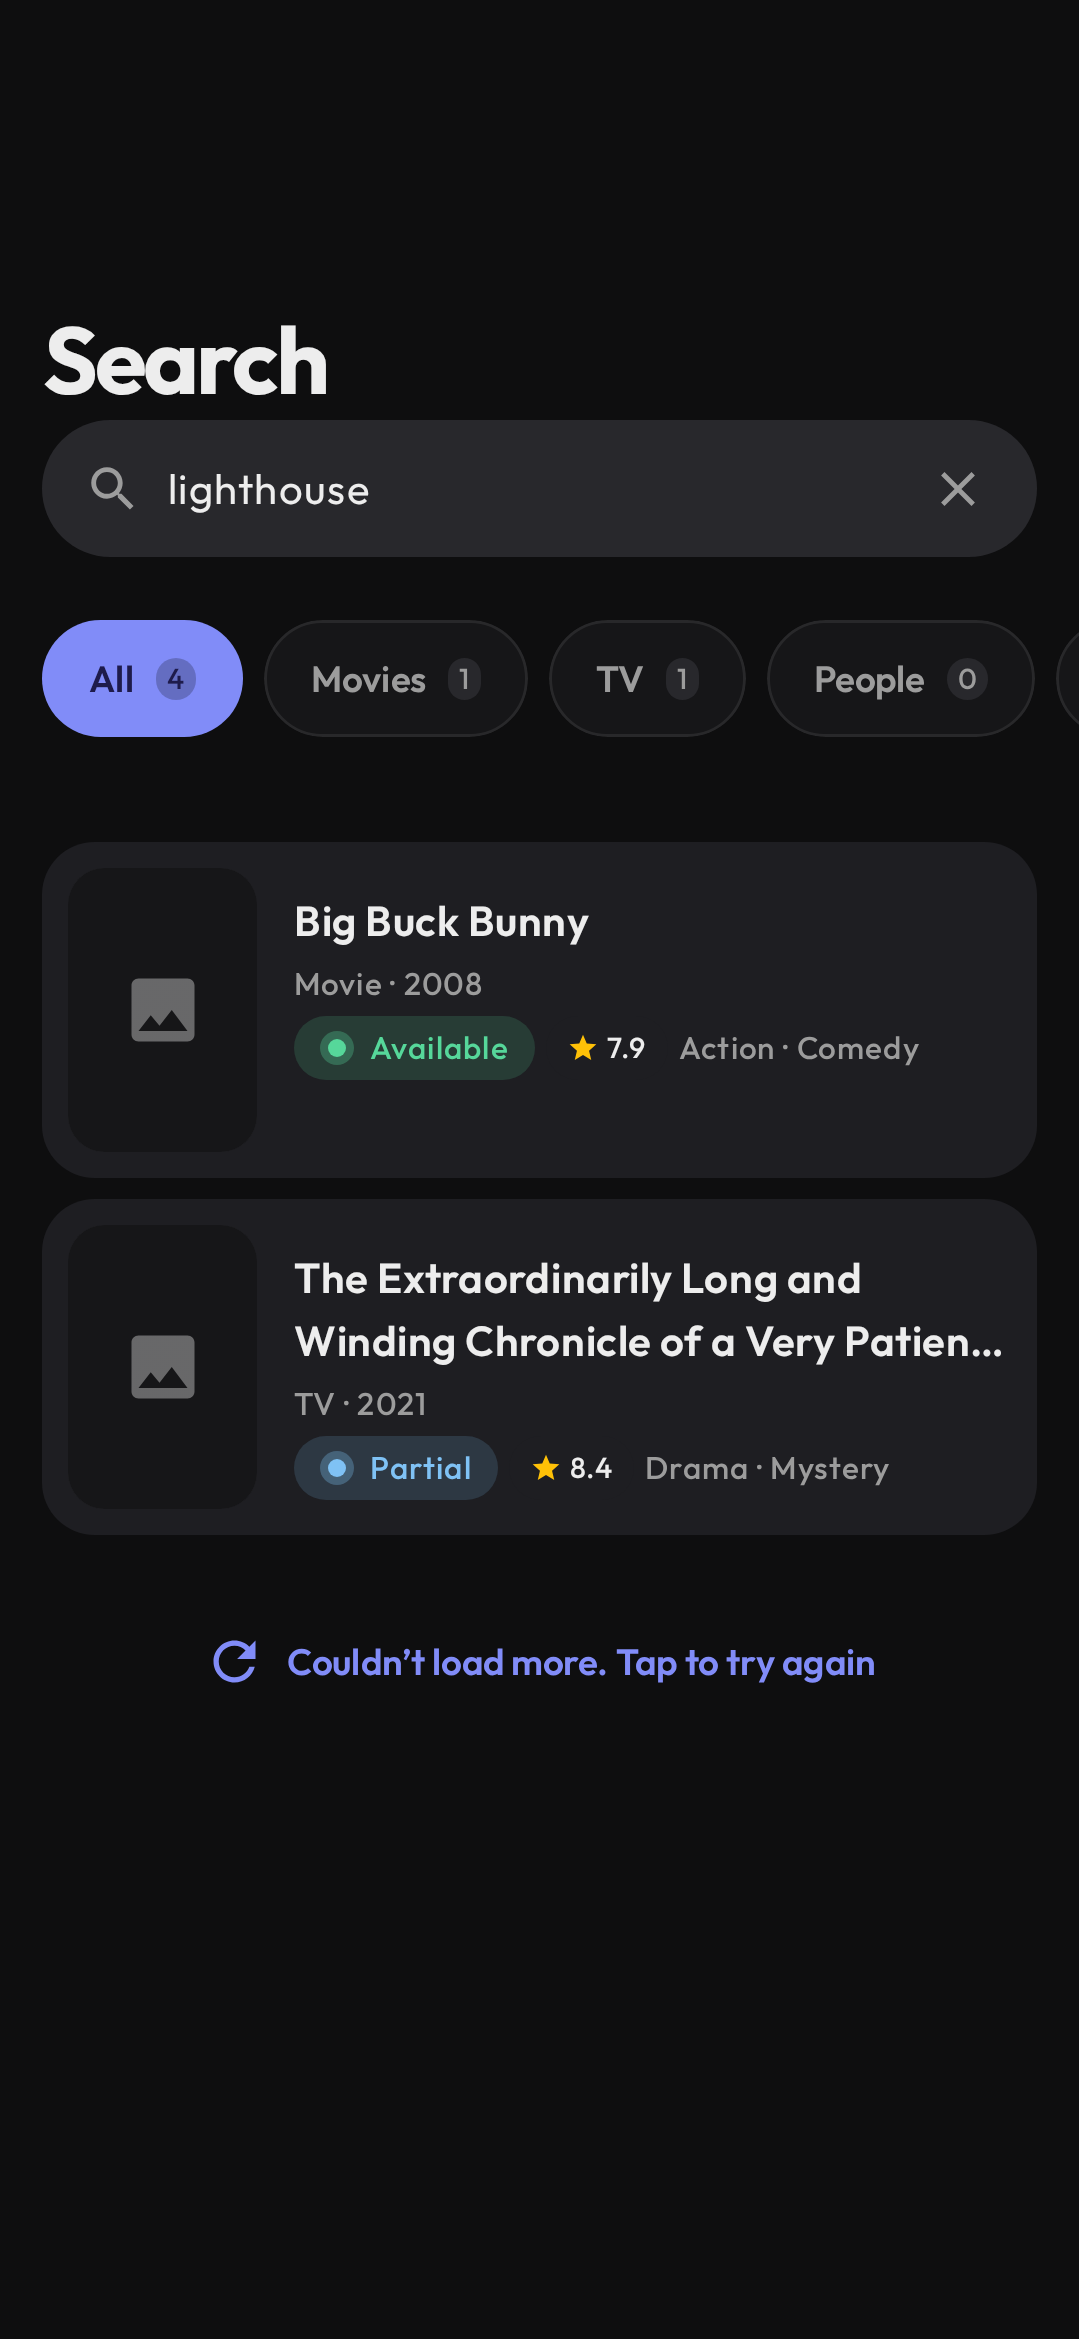 Search
lighthouse
All 4 Movies 1 TV 1 People 0
Big Buck Bunny
Movie · 2008
Available 7.9 Action · Comedy
The Extraordinarily Long and
Winding Chronicle of a Very Patien...
TV · 2021
Partial 8.4 Drama · Mystery
Couldn’t load more. Tap to try again